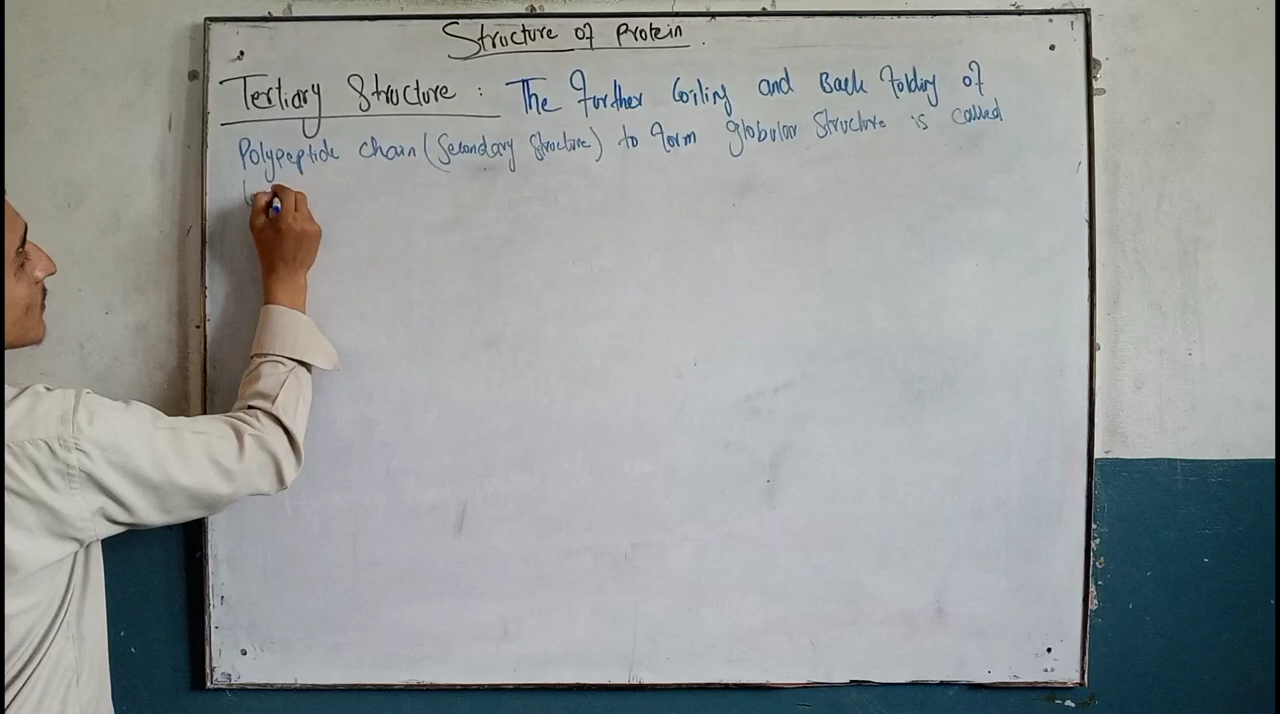 Structure of Protein.
Tertiary Structure : The further Coiling and Back folding of
Polypeptide chain (Secondary Structure) to form globular Structure is called